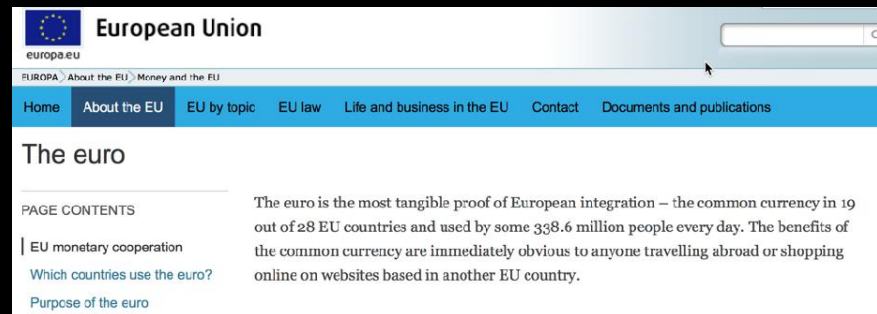 European Union
europa.eu
EUROPA About the EU Money and the EU
Home About the EU EU by topic EU law Life and business in the EU Contact Documents and publications
The euro
PAGE CONTENTS
EU monetary cooperation
Which countries use the euro?
Purpose of the euro
The euro is the most tangible proof of European integration – the common currency in 19
out of 28 EU countries and used by some 338.6 million people every day. The benefits of
the common currency are immediately obvious to anyone travelling abroad or shopping
online on websites based in another EU country.